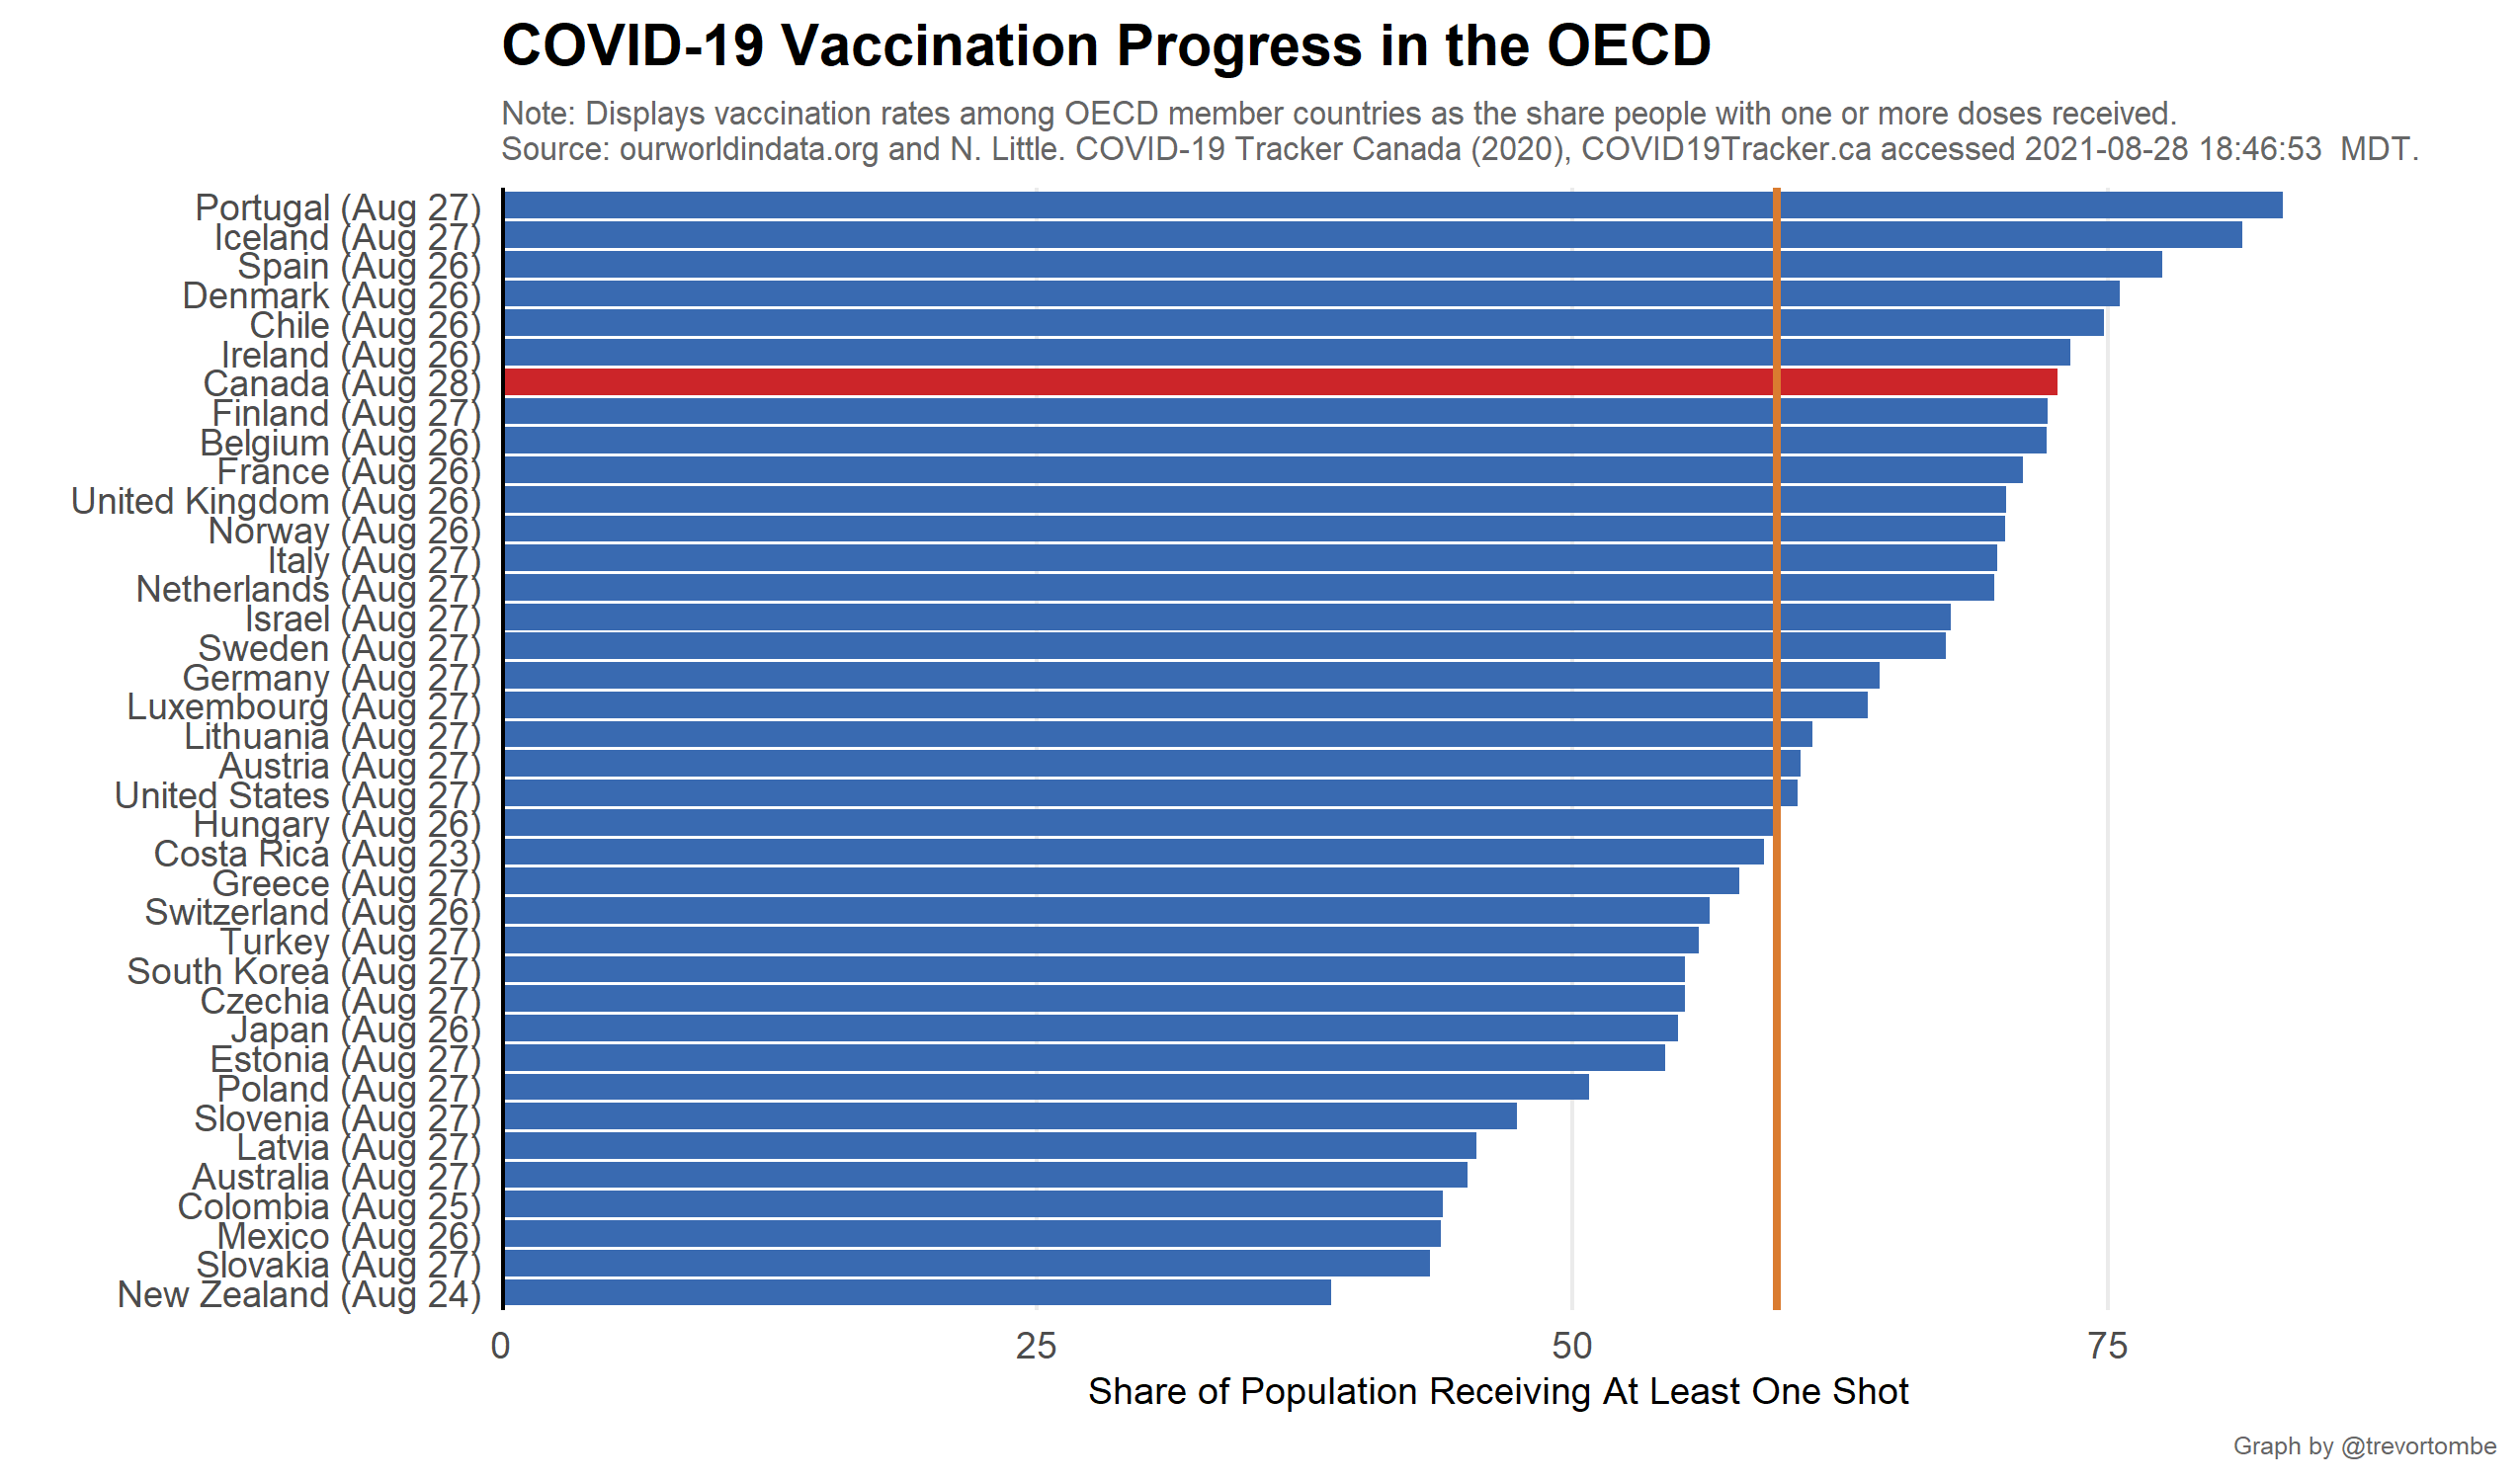 COVID-19 Vaccination Progress in the OECD
Note: Displays vaccination rates among OECD member countries as the share people with one or more doses received.
Source: ourworldindata.org and N. Little. COVID-19 Tracker Canada (2020), COVID19Tracker.ca accessed 2021-08-28 18:46:53  MDT.
Portugal (Aug 27)
Iceland (Aug 27)
Spain (Aug 26)
Denmark (Aug 26)
Chile (Aug 26)
Ireland (Aug 26)
Canada (Aug 28)
Finland (Aug 27)
Belgium (Aug 26)
France (Aug 26)
United Kingdom (Aug 26)
Norway (Aug 26)
Italy (Aug 27)
Netherlands (Aug 27)
Israel (Aug 27)
Sweden (Aug 27)
Germany (Aug 27)
Luxembourg (Aug 27)
Lithuania (Aug 27)
Austria (Aug 27)
United States (Aug 27)
Hungary (Aug 26)
Costa Rica (Aug 23)
Greece (Aug 27)
Switzerland (Aug 26)
Turkey (Aug 27)
South Korea (Aug 27)
Czechia (Aug 27)
Japan (Aug 26)
Estonia (Aug 27)
Poland (Aug 27)
Slovenia (Aug 27)
Latvia (Aug 27)
Australia (Aug 27)
Colombia (Aug 25)
Mexico (Aug 26)
Slovakia (Aug 27)
New Zealand (Aug 24)
0 25 50 75
Share of Population Receiving At Least One Shot
Graph by @trevortombe